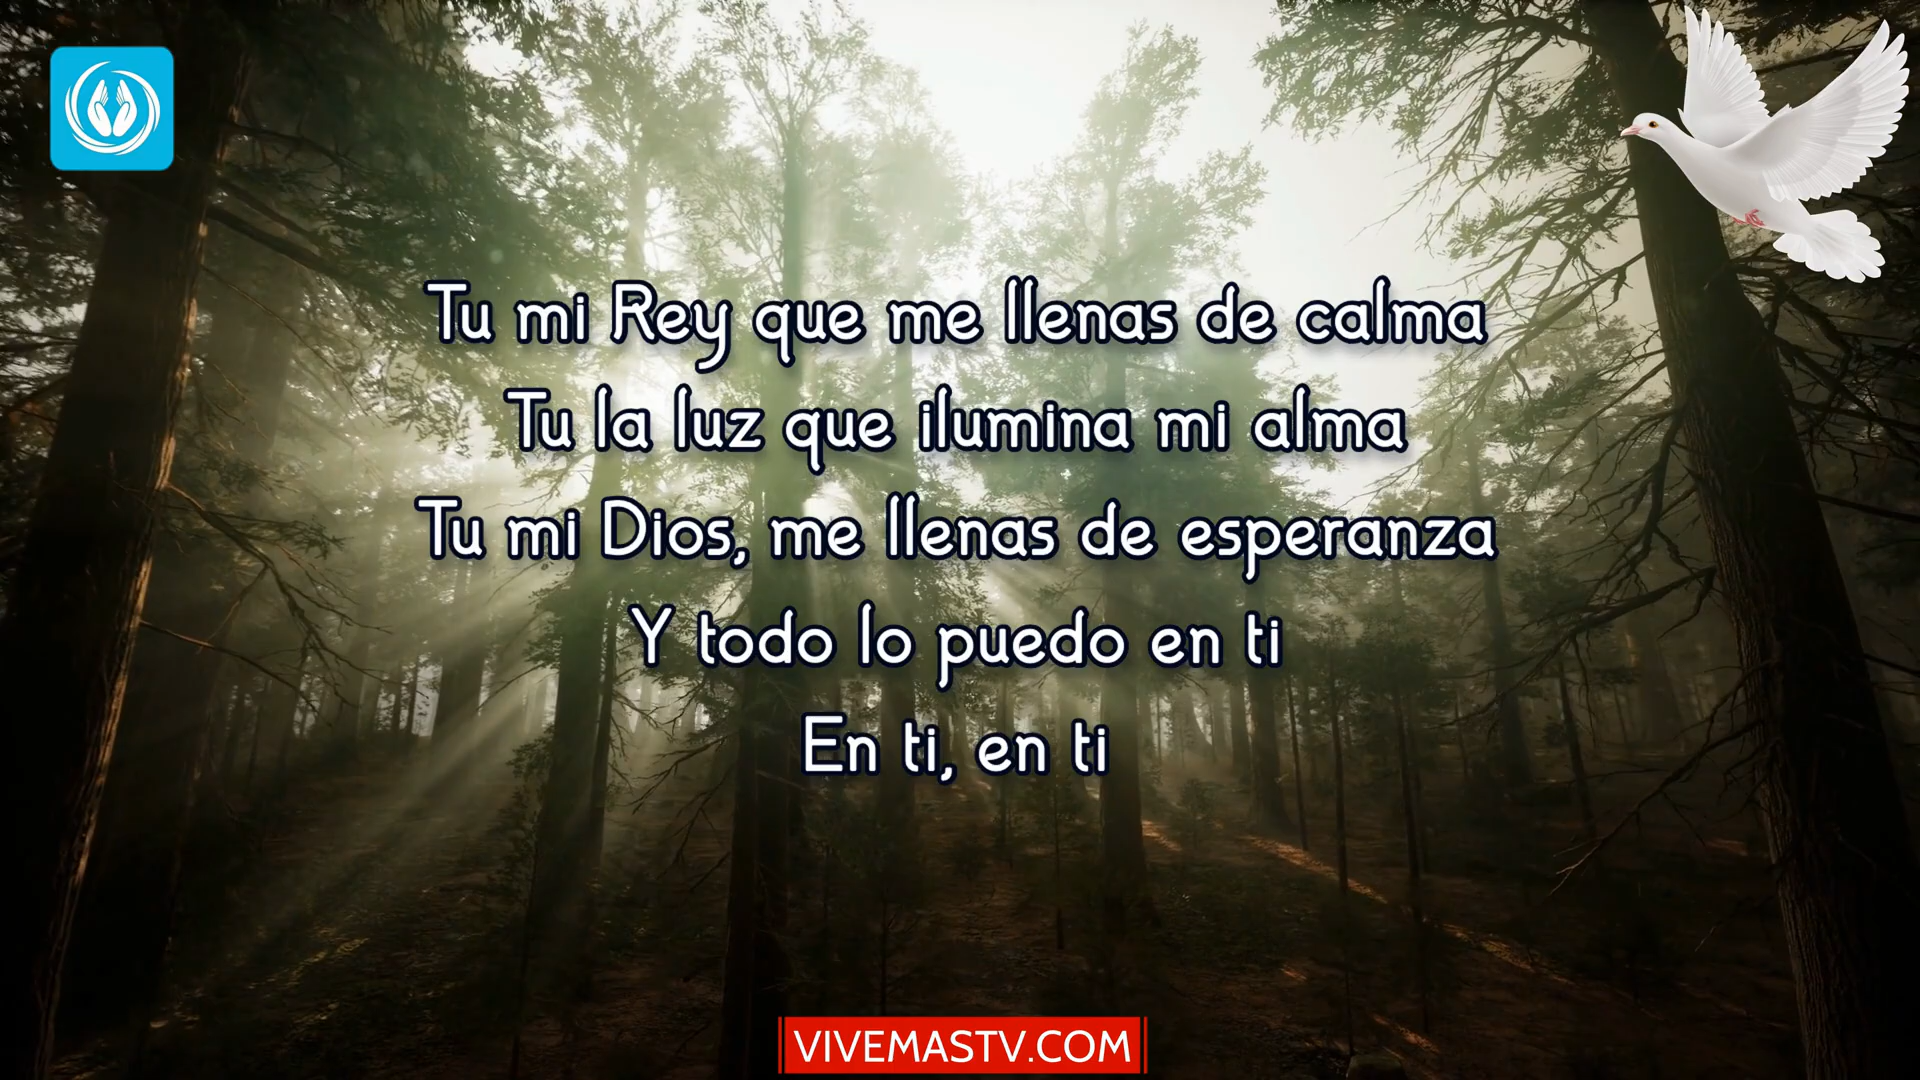 Tu mi Rey que me llenas de calma
Tu la luz que ilumina mi alma
Tu mi Dios, me llenas de esperanza
Y todo lo puedo en ti
En ti, en ti
VIVEMASTV.COM